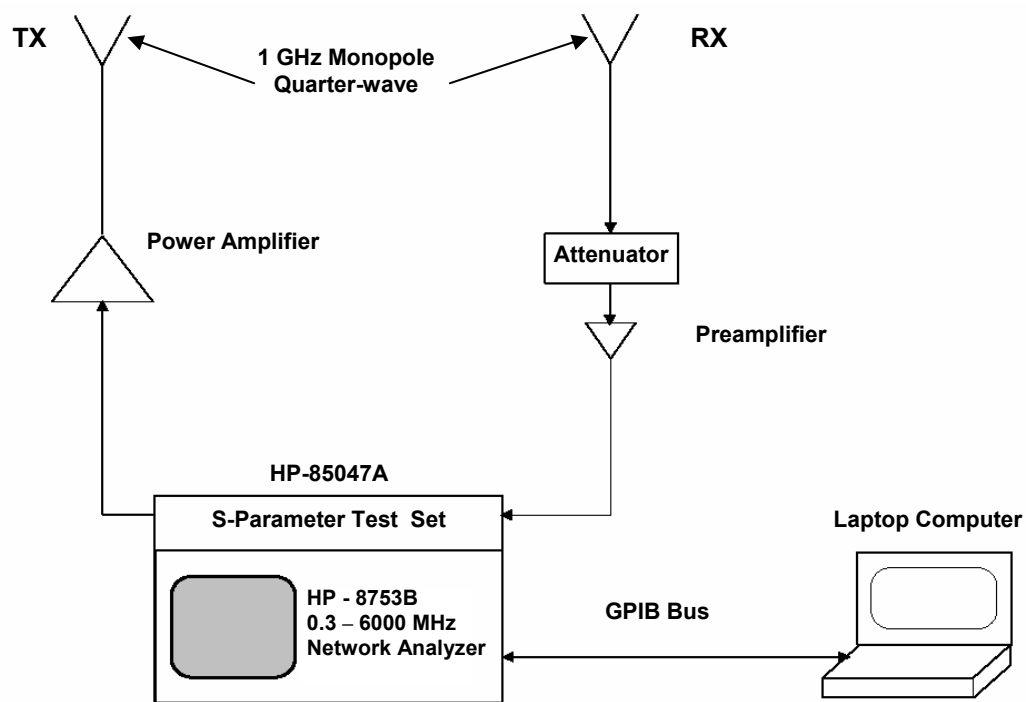 TX
RX
1 GHz Monopole
Quarter-wave
Power Amplifier
Attenuator
Preamplifier
HP-85047A
S-Parameter Test Set
Laptop Computer
HP - 8753B
0.3 – 6000 MHz
Network Analyzer
GPIB Bus